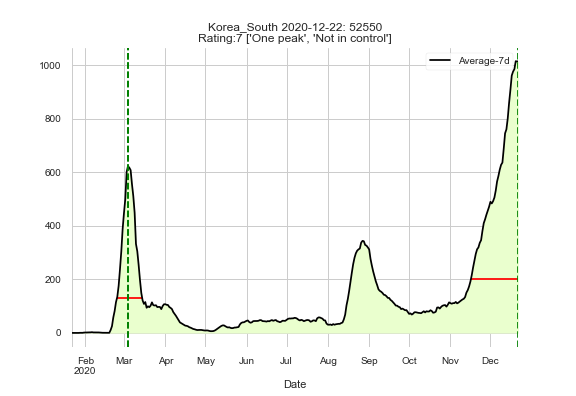 Korea_South 2020-12-22: 52550
Rating:7 ['One peak', 'Not in control']
Average-7d
1000
800
600
400
200
0
Feb Mar Apr May Jun Jul Aug Sep Oct Nov Dec
2020
Date